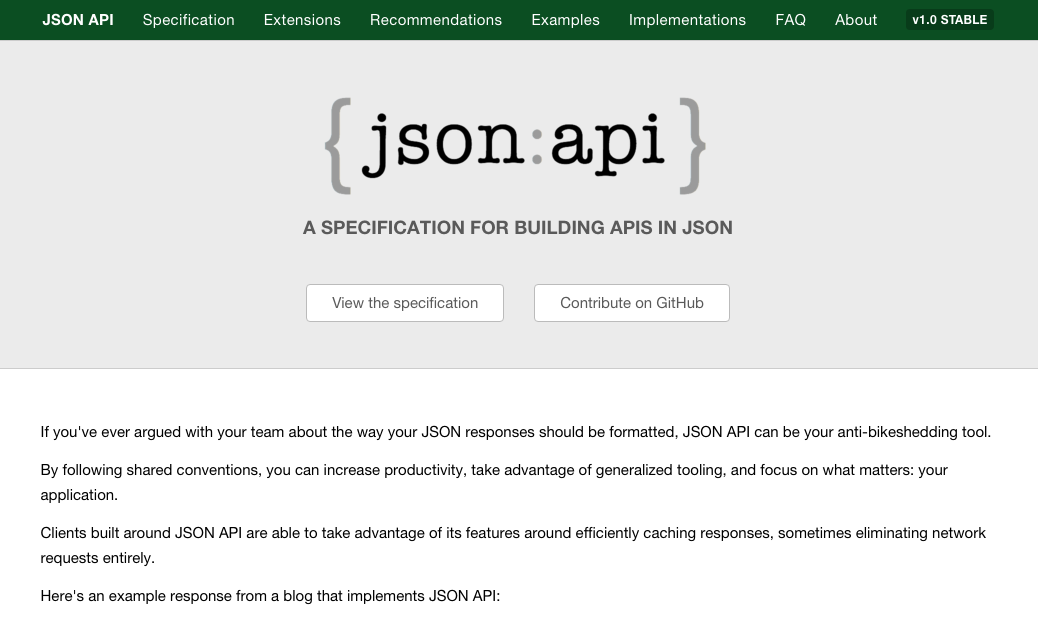 JSON API Specification Extensions Recommendations Examples Implementations FAQ About v1.0 STABLE
{json:api}
A SPECIFICATION FOR BUILDING APIS IN JSON
View the specification Contribute on GitHub
If you've ever argued with your team about the way your JSON responses should be formatted, JSON API can be your anti-bikeshedding tool.
By following shared conventions, you can increase productivity, take advantage of generalized tooling, and focus on what matters: your
application.
Clients built around JSON API are able to take advantage of its features around efficiently caching responses, sometimes eliminating network
requests entirely.
Here's an example response from a blog that implements JSON API: